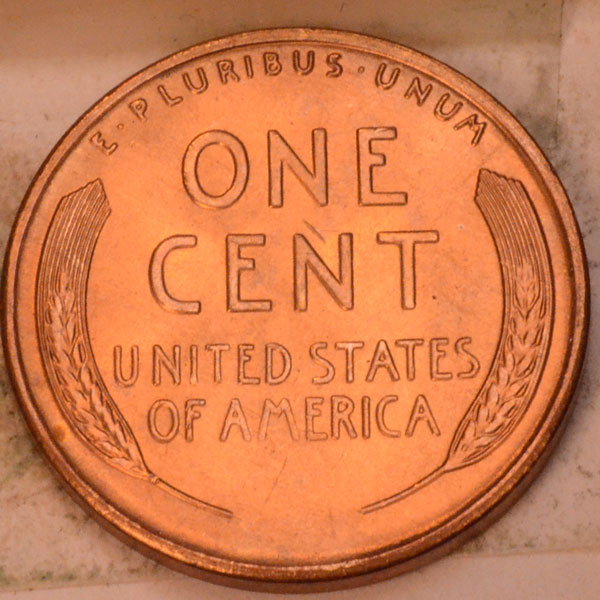 E·PLURIBUS·UNUM
ONE
CENT
UNITED STATES
OF AMERICA